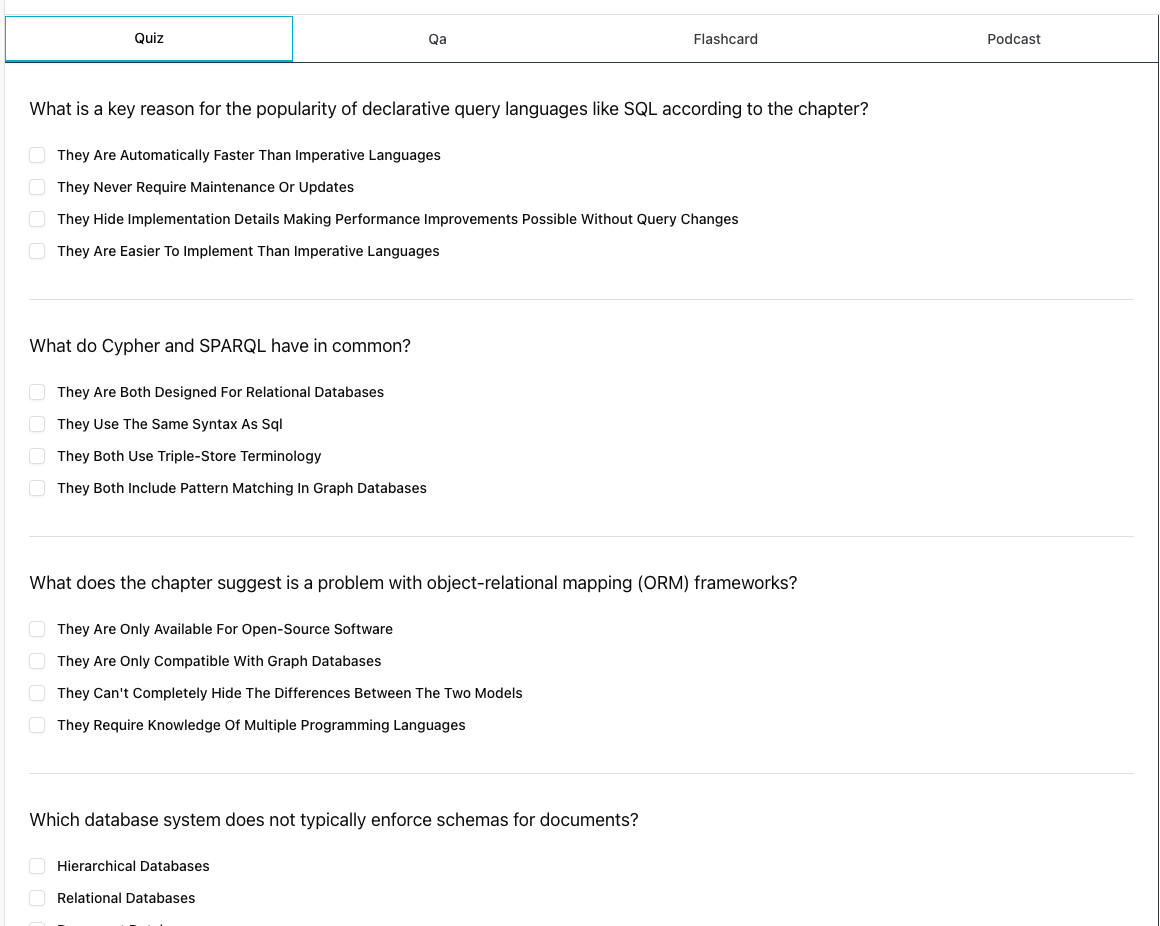 Quiz
Qa
Flashcard
Podcast
What is a key reason for the popularity of declarative query languages like SQL according to the chapter?
They Are Automatically Faster Than Imperative Languages
They Never Require Maintenance Or Updates
They Hide Implementation Details Making Performance Improvements Possible Without Query Changes
They Are Easier To Implement Than Imperative Languages
What do Cypher and SPARQL have in common?
They Are Both Designed For Relational Databases
They Use The Same Syntax As Sql
They Both Use Triple-Store Terminology
They Both Include Pattern Matching In Graph Databases
What does the chapter suggest is a problem with object-relational mapping (ORM) frameworks?
They Are Only Available For Open-Source Software
They Are Only Compatible With Graph Databases
They Can't Completely Hide The Differences Between The Two Models
They Require Knowledge Of Multiple Programming Languages
Which database system does not typically enforce schemas for documents?
Hierarchical Databases
Relational Databases